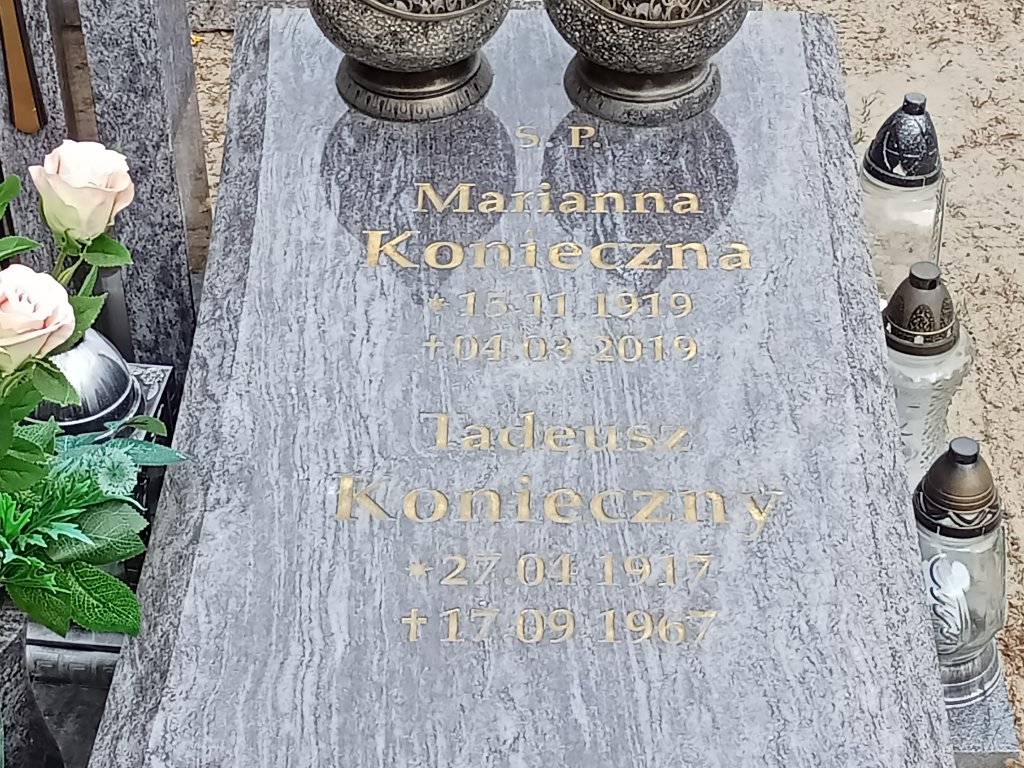 Ś. P.
Marianna
Konieczna
* 15.11.1919
† 04.03.2019
Tadeusz
Konieczny
* 27.04.1917
† 17.09.1967